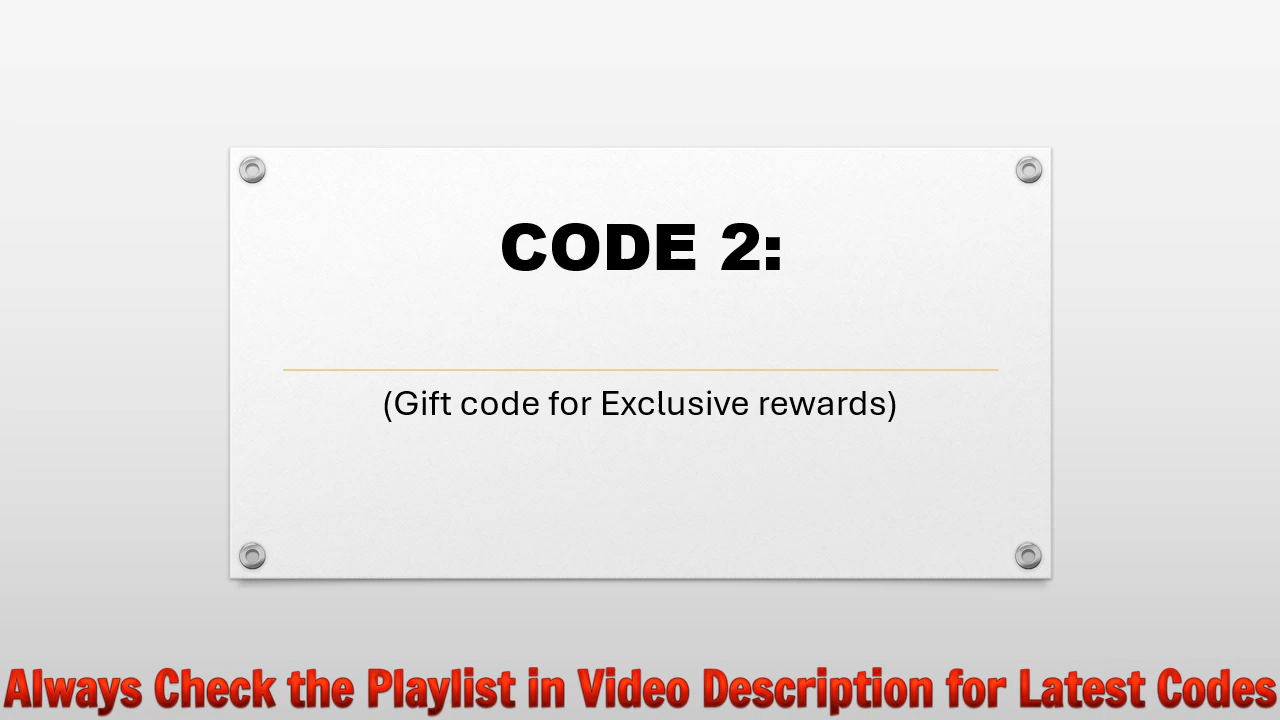 CODE 2:
(Gift code for Exclusive rewards)
Always Check the Playlist in Video Description for Latest Codes